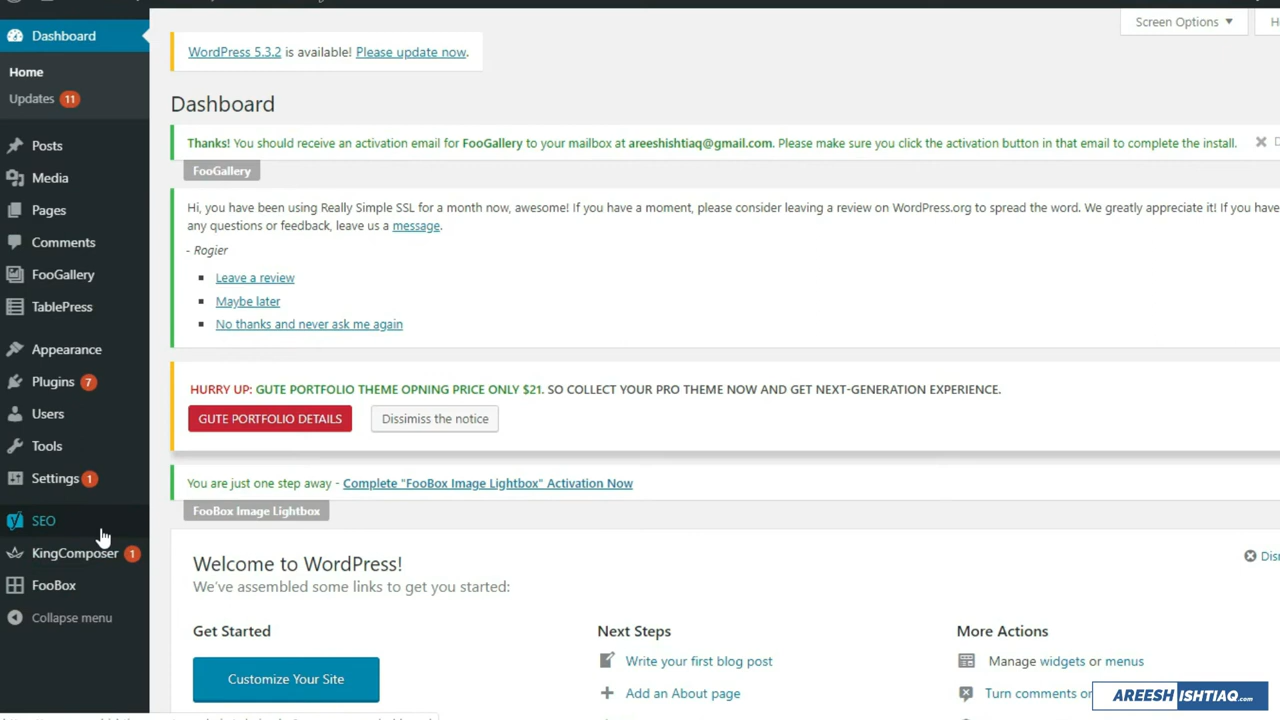 Dashboard
Home
Updates 11
Posts
Media
Pages
Comments
FooGallery
TablePress
Appearance
Plugins 7
Users
Tools
Settings 1
SEO
KingComposer 1
FooBox
Collapse menu
Screen Options
WordPress 5.3.2 is available! Please update now.
Dashboard
Thanks! You should receive an activation email for FooGallery to your mailbox at areeshishtiaq@gmail.com. Please make sure you click the activation button in that email to complete the install.
FooGallery
Hi, you have been using Really Simple SSL for a month now, awesome! If you have a moment, please consider leaving a review on WordPress.org to spread the word. We greatly appreciate it! If you have
any questions or feedback, leave us a message.
- Rogier
Leave a review
Maybe later
No thanks and never ask me again
HURRY UP: GUTE PORTFOLIO THEME OPNING PRICE ONLY $21. SO COLLECT YOUR PRO THEME NOW AND GET NEXT-GENERATION EXPERIENCE.
GUTE PORTFOLIO DETAILS Dissimiss the notice
You are just one step away - Complete "FooBox Image Lightbox" Activation Now
FooBox Image Lightbox
Welcome to WordPress!
We've assembled some links to get you started:
Get Started
Customize Your Site
Next Steps
Write your first blog post
Add an About page
More Actions
Manage widgets or menus
Turn comments or
AREESHISHTIAQ.com